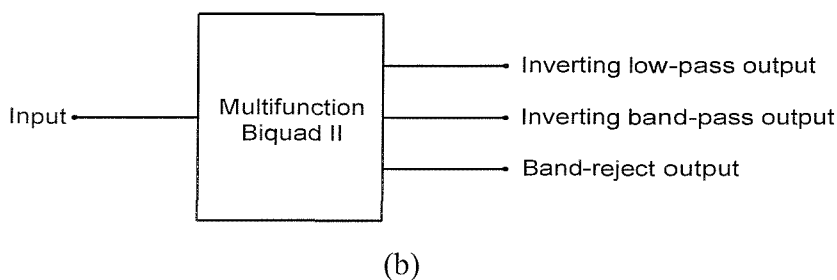 Inverting low-pass output
Input
Multifunction
Biquad II
Inverting band-pass output
Band-reject output
(b)